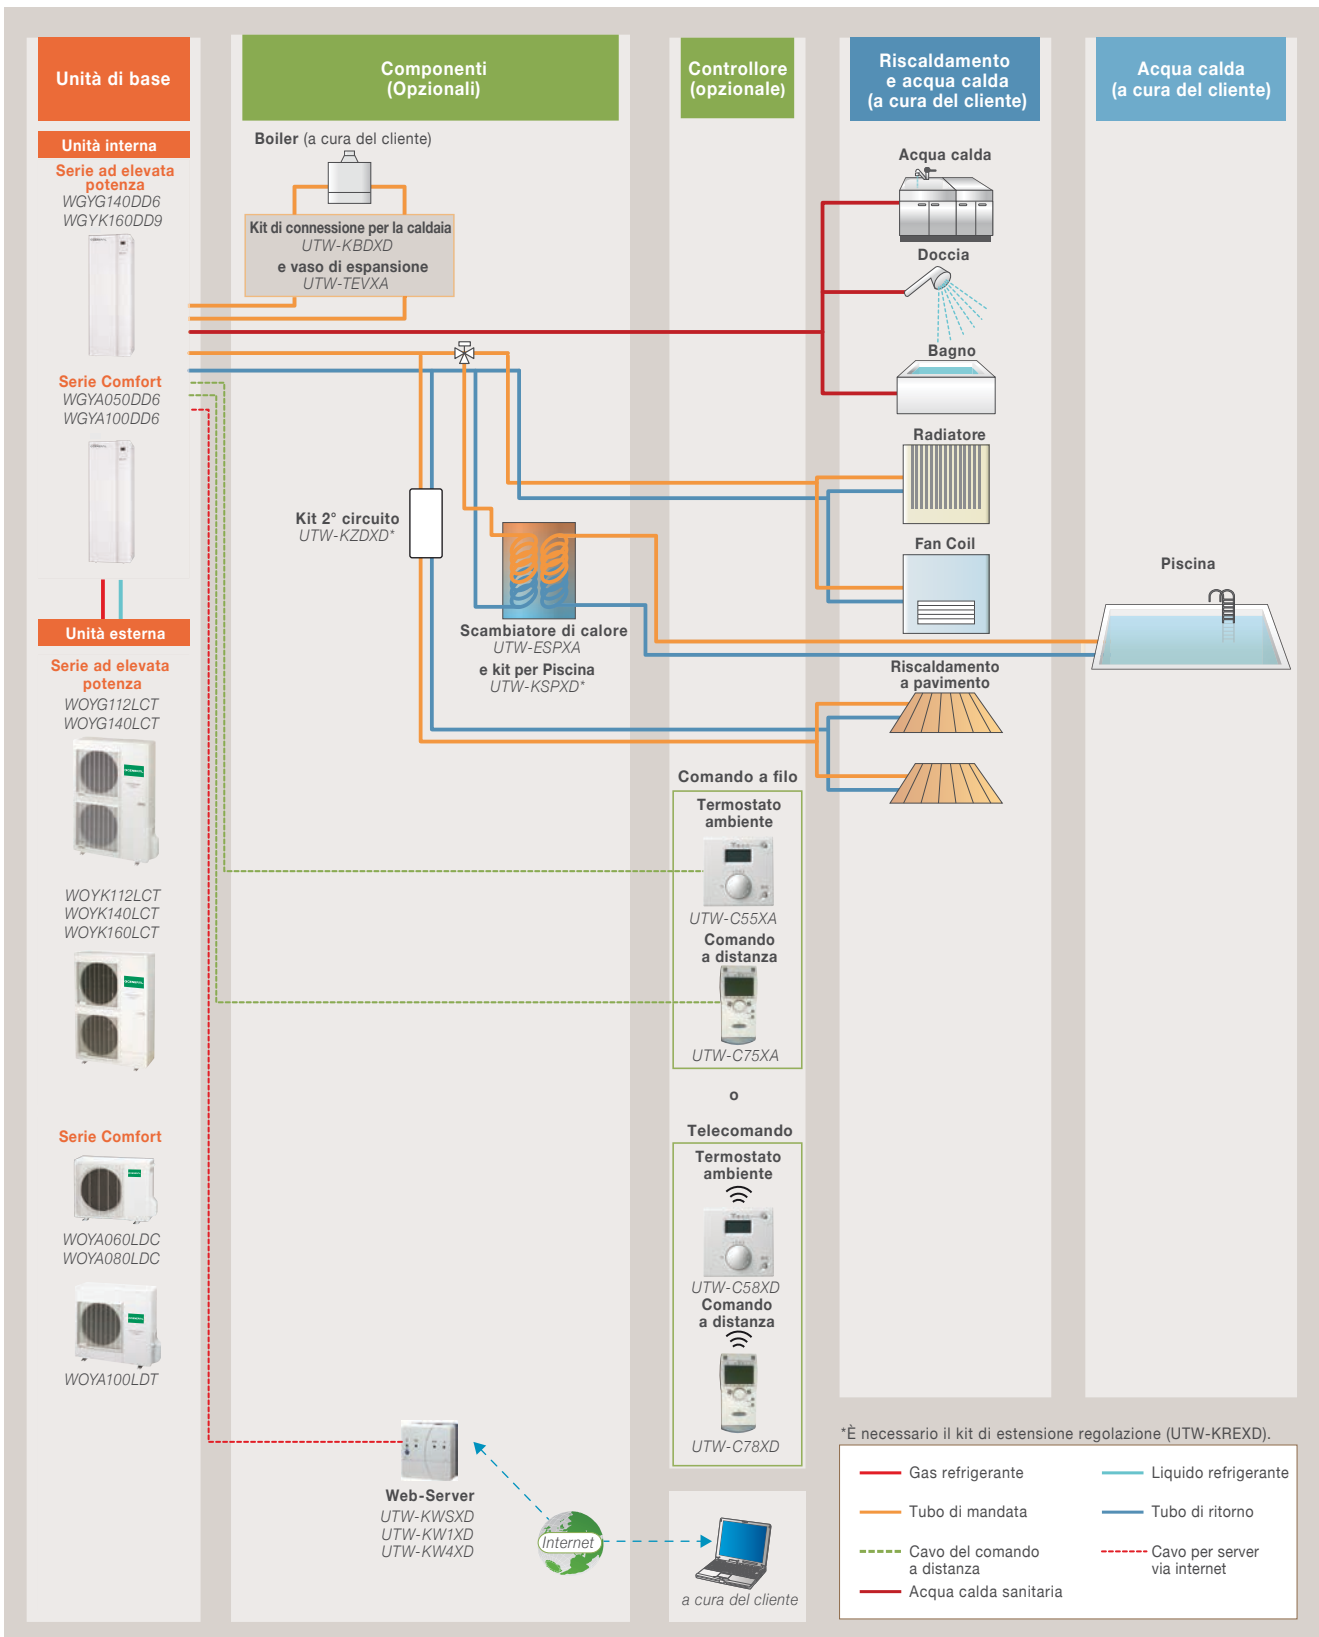 Unità di base
Componenti
(Opzionali)
Controllore
(opzionale)
Riscaldamento
e acqua calda
(a cura del cliente)
Acqua calda
(a cura del cliente)
Unità interna
Serie ad elevata
potenza
WGYG140DD6
WGYK160DD9
Serie Comfort
WGYA050DD6
WGYA100DD6
Unità esterna
Serie ad elevata
potenza
WOYG112LCT
WOYG140LCT
WOYK112LCT
WOYK140LCT
WOYK160LCT
Serie Comfort
WOYA060LDC
WOYA080LDC
WOYA100LDT
Boiler (a cura del cliente)
Kit di connessione per la caldaia
UTW-KBDXD
e vaso di espansione
UTW-TEVXA
Kit 2° circuito
UTW-KZDXD*
Scambiatore di calore
UTW-ESPXA
e kit per Piscina
UTW-KSPXD*
Web-Server
UTW-KWSXD
UTW-KW1XD
UTW-KW4XD
Internet
Comando a filo
Termostato
ambiente
UTW-C55XA
Comando
a distanza
UTW-C75XA
o
Telecomando
Termostato
ambiente
UTW-C58XD
Comando
a distanza
UTW-C78XD
a cura del cliente
Acqua calda
Doccia
Bagno
Radiatore
Fan Coil
Riscaldamento
a pavimento
Piscina
*È necessario il kit di estensione regolazione (UTW-KREXD).
Gas refrigerante
Liquido refrigerante
Tubo di mandata
Tubo di ritorno
Cavo del comando
a distanza
Cavo per server
via internet
Acqua calda sanitaria